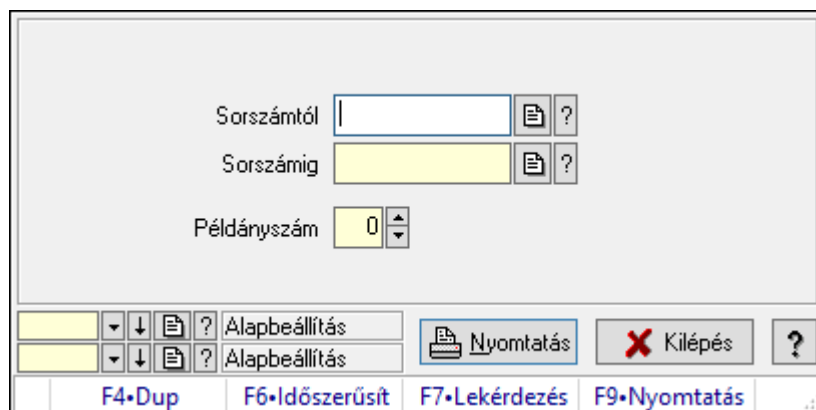 Sorszámtól ?
Sorszámig ?
Példányszám 0
? Alapbeállítás
? Alapbeállítás
Nyomtatás Kilépés ?
F4•Dup F6•Időszerűsít F7•Lekérdezés F9•Nyomtatás